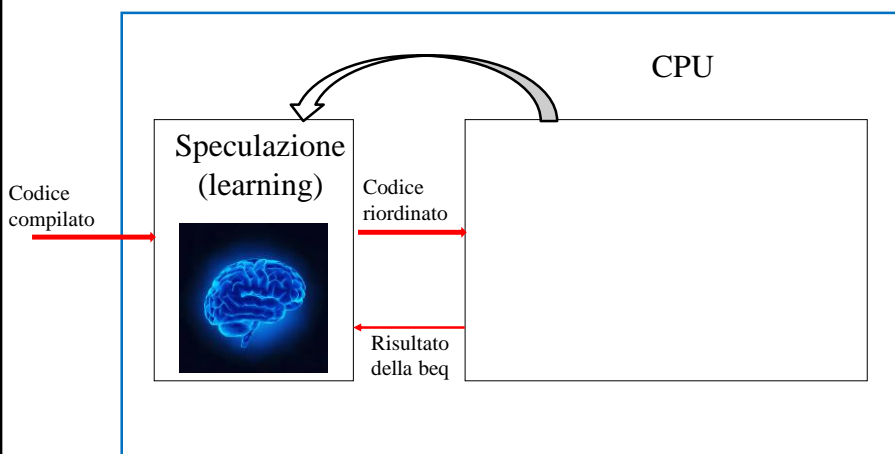 CPU
Speculazione
(learning)
Codice
compilato
Codice
riordinato
Risultato
della beq